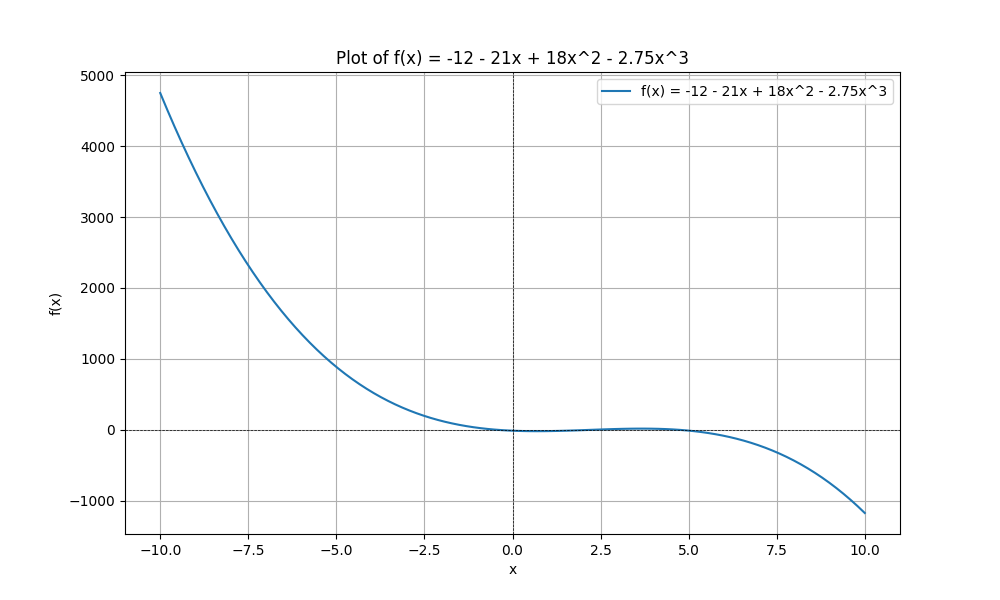 Plot of f(x) = -12 - 21x + 18x^2 - 2.75x^3
f(x) = -12 - 21x + 18x^2 - 2.75x^3
5000
4000
3000
2000
1000
0
−1000
f(x)
−10.0 −7.5 −5.0 −2.5 0.0 2.5 5.0 7.5 10.0
x